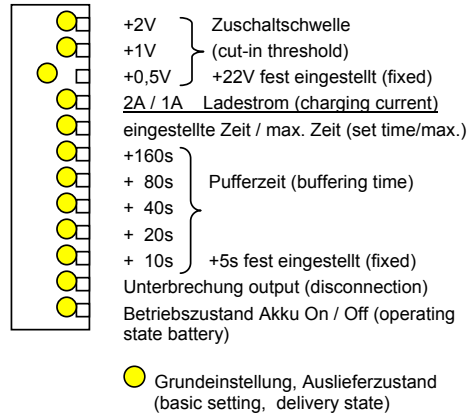 +2V Zuschaltschwelle
+1V (cut-in threshold)
+0,5V +22V fest eingestellt (fixed)
2A / 1A Ladestrom (charging current)
eingestellte Zeit / max. Zeit (set time/max.)
+160s
+ 80s Pufferzeit (buffering time)
+ 40s
+ 20s
+ 10s +5s fest eingestellt (fixed)
Unterbrechung output (disconnection)
Betriebszustand Akku On / Off (operating
state battery)
Grundeinstellung, Auslieferzustand
(basic setting, delivery state)